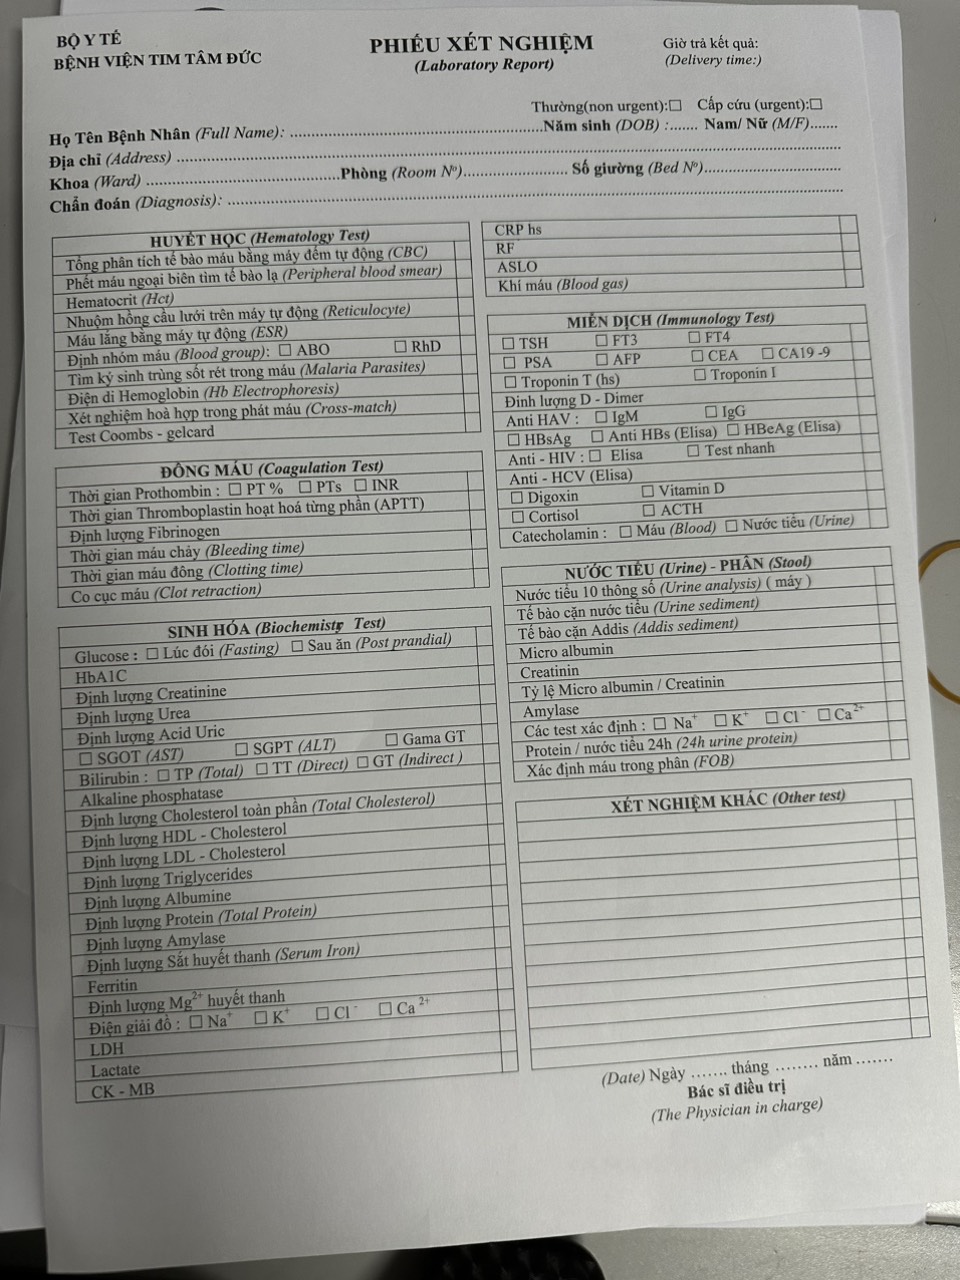 BỘ Y TẾ
BỆNH VIỆN TIM TÂM ĐỨC
PHIẾU XÉT NGHIỆM
(Laboratory Report)
Giờ trả kết quả:
(Delivery time:)
Thường(non urgent):☐ Cấp cứu (urgent):☐
Họ Tên Bệnh Nhân (Full Name): ..........................................................Năm sinh (DOB) :....... Nam/ Nữ (M/F).......
Địa chỉ (Address) ....................................................................................
Khoa (Ward) ............................................Phòng (Room Nº)........................ Số giường (Bed Nº)...............................
Chẩn đoán (Diagnosis): ....................................................................................
HUYẾT HỌC (Hematology Test)
Tổng phân tích tế bào máu bằng máy đếm tự động (CBC)
Phết máu ngoại biên tìm tế bào lạ (Peripheral blood smear)
Hematocrit (Hct)
Nhuộm hồng cầu lưới trên máy tự động (Reticulocyte)
Máu lắng bằng máy tự động (ESR)
Định nhóm máu (Blood group): ☐ ABO ☐ RhD
Tìm ký sinh trùng sốt rét trong máu (Malaria Parasites)
Điện di Hemoglobin (Hb Electrophoresis)
Xét nghiệm hoà hợp trong phát máu (Cross-match)
Test Coombs - gelcard
ĐÔNG MÁU (Coagulation Test)
Thời gian Prothombin : ☐ PT % ☐ PTs ☐ INR
Thời gian Thromboplastin hoạt hoá từng phần (APTT)
Định lượng Fibrinogen
Thời gian máu chảy (Bleeding time)
Thời gian máu đông (Clotting time)
Co cục máu (Clot retraction)
SINH HÓA (Biochemisty Test)
Glucose : ☐ Lúc đói (Fasting) ☐ Sau ăn (Post prandial)
HbA1C
Định lượng Creatinine
Định lượng Urea
Định lượng Acid Uric
☐ SGOT (AST) ☐ SGPT (ALT) ☐ Gama GT
Bilirubin : ☐ TP (Total) ☐ TT (Direct) ☐ GT (Indirect )
Alkaline phosphatase
Định lượng Cholesterol toàn phần (Total Cholesterol)
Định lượng HDL - Cholesterol
Định lượng LDL - Cholesterol
Định lượng Triglycerides
Định lượng Albumine
Định lượng Protein (Total Protein)
Định lượng Amylase
Định lượng Sắt huyết thanh (Serum Iron)
Ferritin
Định lượng Mg²⁺ huyết thanh
Điện giải đồ : ☐ Na⁺ ☐ K⁺ ☐ Cl⁻ ☐ Ca²⁺
LDH
Lactate
CK - MB
CRP hs
RF
ASLO
Khí máu (Blood gas)
MIỄN DỊCH (Immunology Test)
☐ TSH ☐ FT3 ☐ FT4
☐ PSA ☐ AFP ☐ CEA ☐ CA19 -9
☐ Troponin T (hs) ☐ Troponin I
Đinh lượng D - Dimer
Anti HAV : ☐ IgM ☐ IgG
☐ HBsAg ☐ Anti HBs (Elisa) ☐ HBeAg (Elisa)
Anti - HIV : ☐ Elisa ☐ Test nhanh
Anti - HCV (Elisa)
☐ Digoxin ☐ Vitamin D
☐ Cortisol ☐ ACTH
Catecholamin : ☐ Máu (Blood) ☐ Nước tiểu (Urine)
NƯỚC TIỂU (Urine) - PHÂN (Stool)
Nước tiểu 10 thông số (Urine analysis) ( máy )
Tế bào cặn nước tiểu (Urine sediment)
Tế bào cặn Addis (Addis sediment)
Micro albumin
Creatinin
Tỷ lệ Micro albumin / Creatinin
Amylase
Các test xác định : ☐ Na⁺ ☐ K⁺ ☐ Cl⁻ ☐ Ca²⁺
Protein / nước tiểu 24h (24h urine protein)
Xác định máu trong phân (FOB)
XÉT NGHIỆM KHÁC (Other test)
(Date) Ngày ....... tháng ........ năm .......
Bác sĩ điều trị
(The Physician in charge)